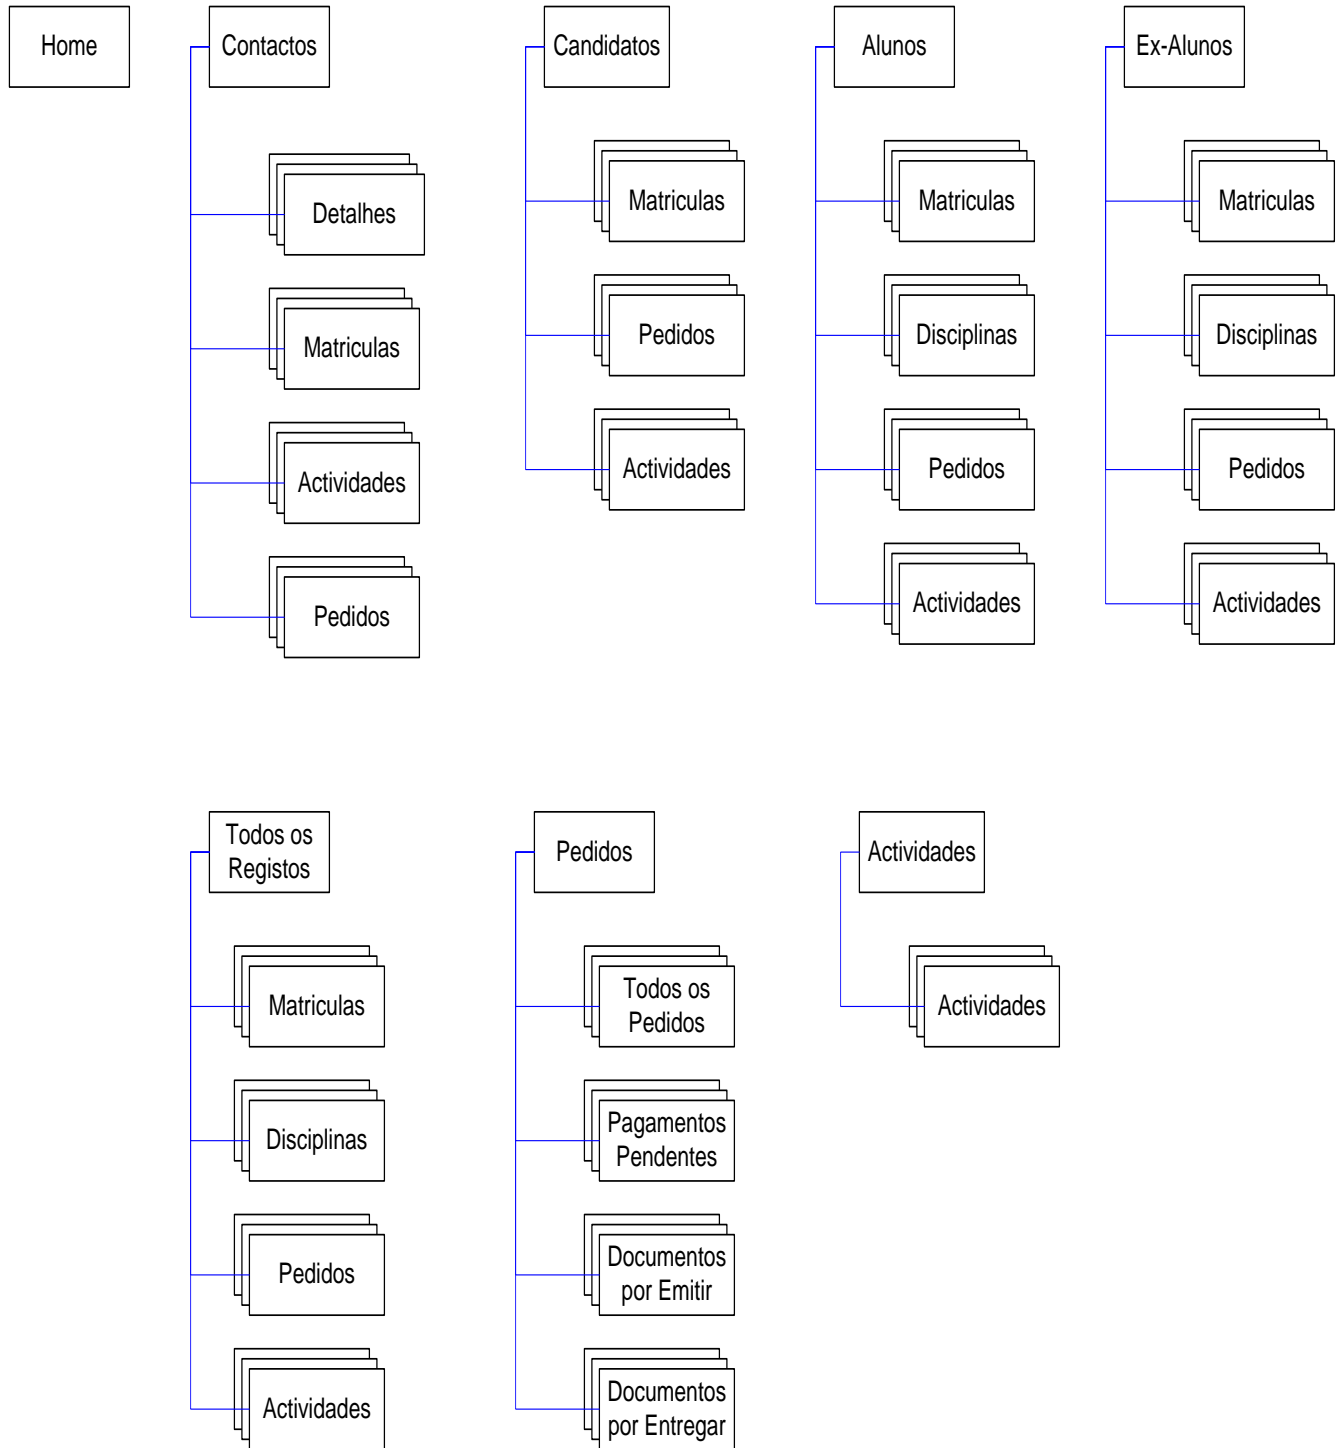 Home
Contactos
Detalhes
Matriculas
Actividades
Pedidos
Candidatos
Matriculas
Pedidos
Actividades
Alunos
Matriculas
Disciplinas
Pedidos
Actividades
Ex-Alunos
Matriculas
Disciplinas
Pedidos
Actividades
Todos os
Registos
Matriculas
Disciplinas
Pedidos
Actividades
Pedidos
Todos os
Pedidos
Pagamentos
Pendentes
Documentos
por Emitir
Documentos
por Entregar
Actividades
Actividades